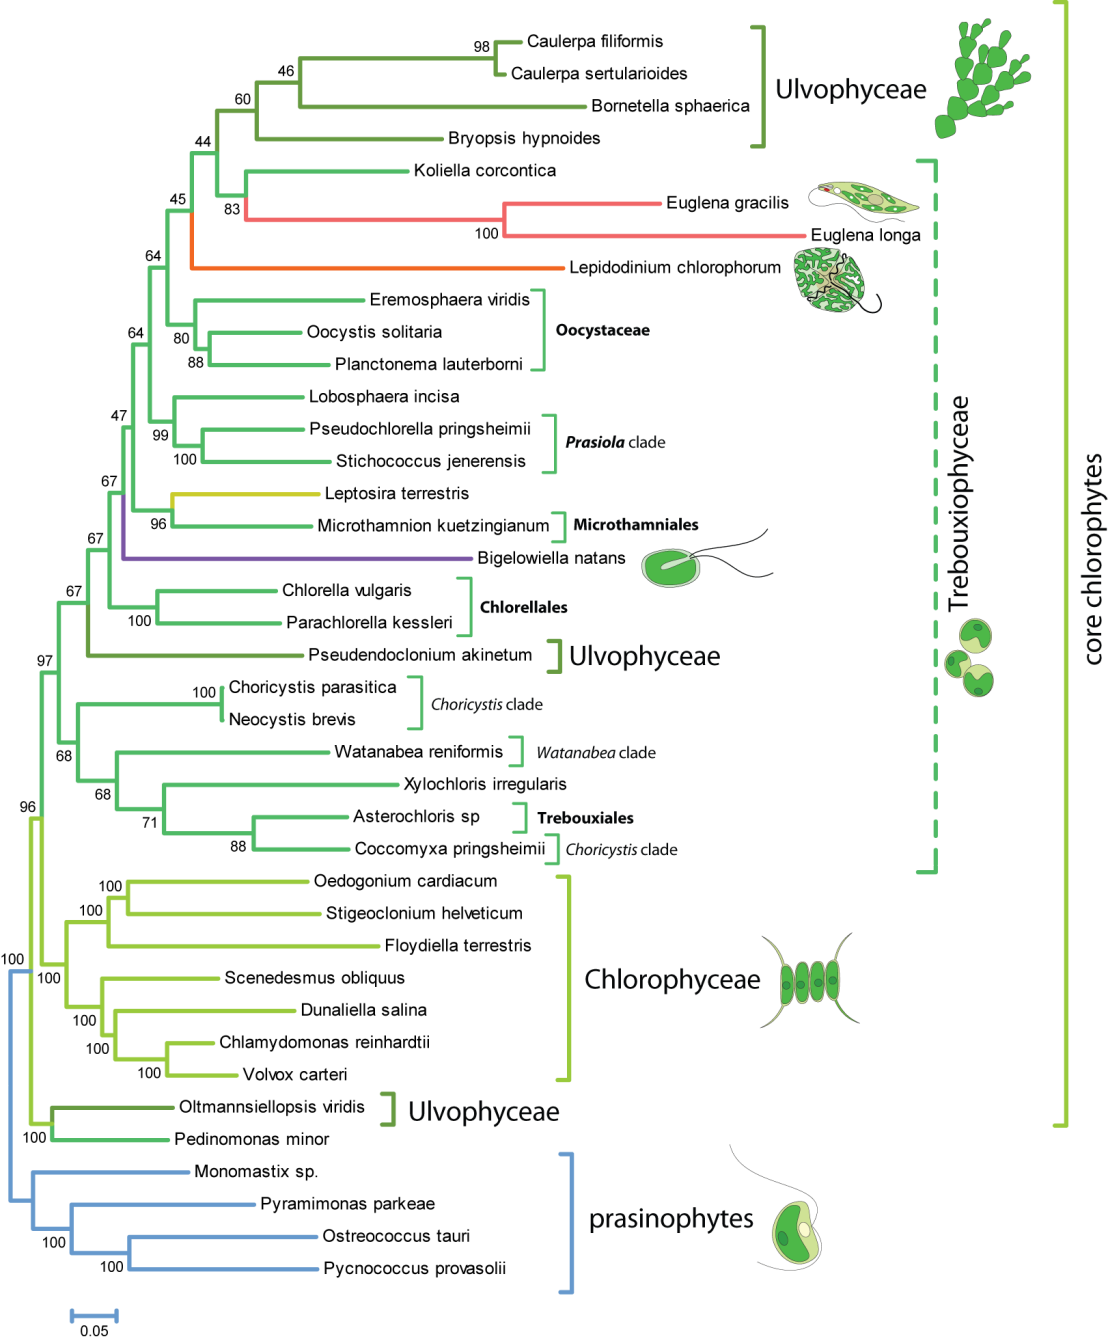 98
Caulerpa filiformis
46
Caulerpa sertularioides
60
Bornetella sphaerica
Ulvophyceae
44
Bryopsis hypnoides
Koliella corcontica
45
83
Euglena gracilis
100
Euglena longa
64
Lepidodinium chlorophorum
Eremosphaera viridis
64
80
Oocystis solitaria
Oocystaceae
88
Planctonema lauterborni
Lobosphaera incisa
47
99
Pseudochlorella pringsheimii
Prasiola clade
100
Stichococcus jenerensis
67
Leptosira terrestris
96
Microthamnion kuetzingianum
Microthamniales
67
Bigelowiella natans
67
Chlorella vulgaris
Chlorellales
100
Parachlorella kessleri
97
Pseudendoclonium akinetum
Ulvophyceae
100
Choricystis parasitica
Choricystis clade
Neocystis brevis
68
Watanabea reniformis
Watanabea clade
68
Xylochloris irregularis
96
71
Asterochloris sp
Trebouxiales
88
Coccomyxa pringsheimii
Choricystis clade
Trebouxiophyceae
core chlorophytes
100
Oedogonium cardiacum
100
Stigeoclonium helveticum
Floydiella terrestris
100
100
Scenedesmus obliquus
Chlorophyceae
100
Dunaliella salina
100
Chlamydomonas reinhardtii
100
Volvox carteri
Oltmannsiellopsis viridis
Ulvophyceae
100
Pedinomonas minor
Monomastix sp.
Pyramimonas parkeae
prasinophytes
100
Ostreococcus tauri
100
Pycnococcus provasolii
0.05